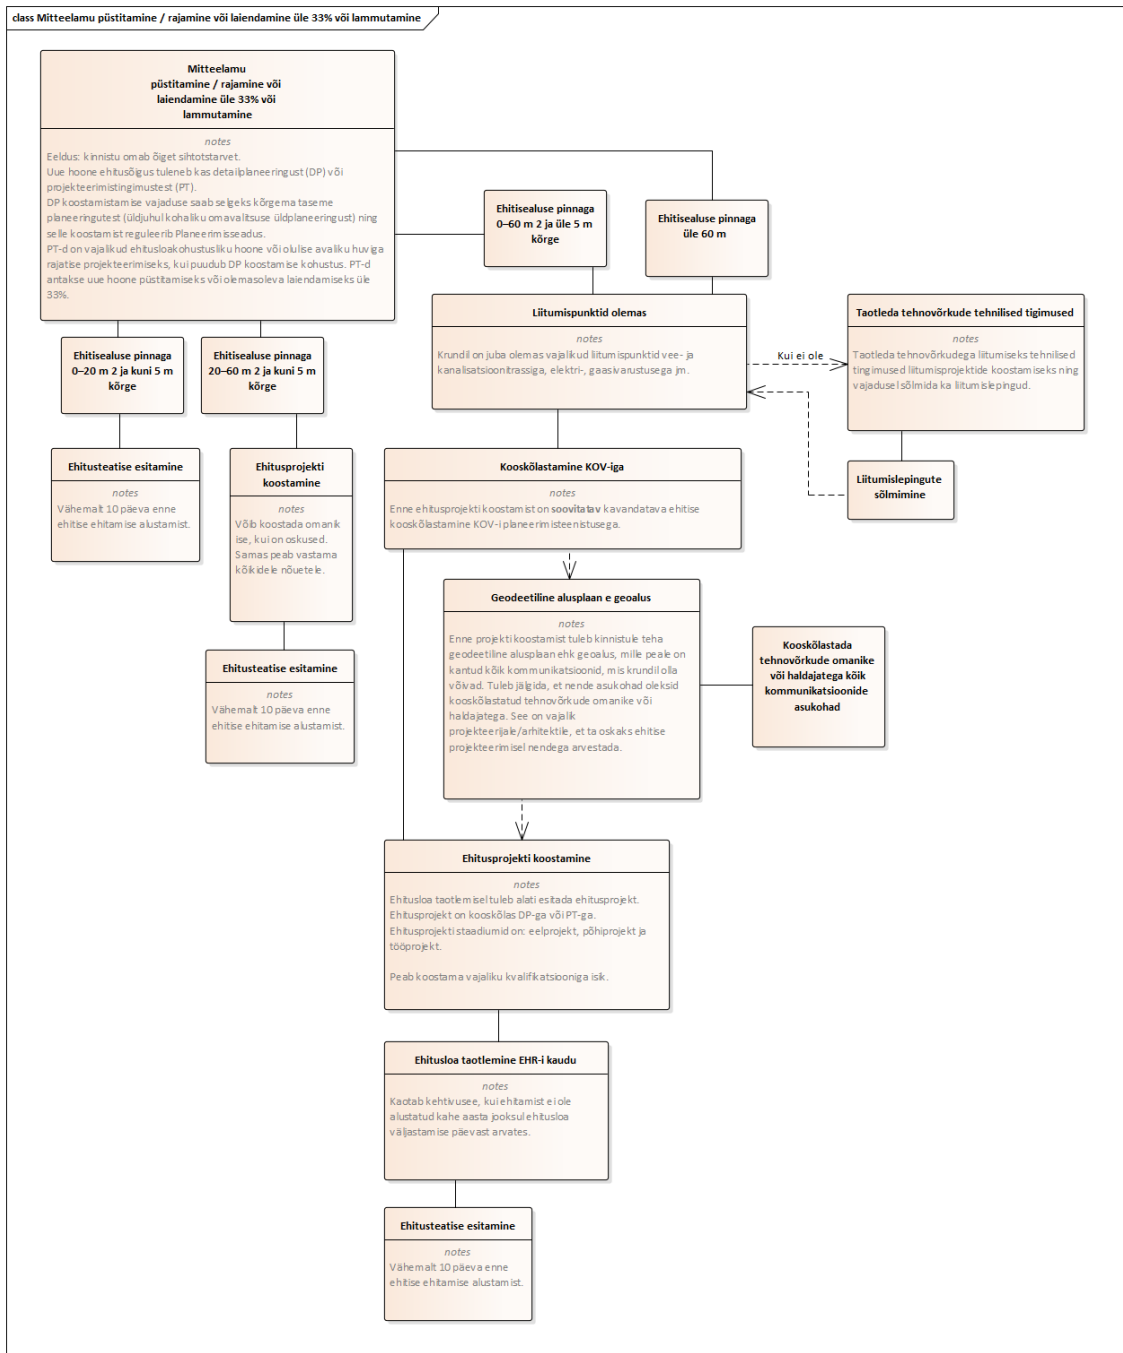 class Mitteelamu püstitamine / rajamine või laiendamine üle 33% või lammutamine
Mitteelamu
püstitamine / rajamine või
laiendamine üle 33% või
lammutamine
notes
Eeldus: kinnistu omab õiget sihtotstarvet.
Uue hoone ehitusõigus tuleneb kas detailplaneeringust (DP) või
projekteerimistingimustest (PT).
DP koostamistamise vajaduse saab selgeks kõrgema taseme
planeeringutest (üldjuhul kohaliku omavalitsuse üldplaneeringust) ning
selle koostamist reguleerib Planeerimisseadus.
PT-d on vajalikud ehitusloakohustusliku hoone või olulise avaliku huviga
rajatise projekteerimiseks, kui puudub DP koostamise kohustus. PT-d
antakse uue hoone püstitamiseks või olemasoleva laiendamiseks üle
33%.
Ehitisealuse pinnaga
0–60 m 2 ja üle 5 m
kõrge
Ehitisealuse pinnaga
üle 60 m
Liitumispunktid olemas
notes
Krundil on juba olemas vajalikud liitumispunktid vee- ja
kanalisatsioonitrassiga, elektri-, gaasivarustusega jm.
Kui ei ole
Taotleda tehnovõrkude tehnilised tigimused
notes
Taotleda tehnovõrkudega liitumiseks tehnilised
tingimused liitumisprojektide koostamiseks ning
vajadusel sõlmida ka liitumislepingud.
Ehitisealuse pinnaga
0–20 m 2 ja kuni 5 m
kõrge
Ehitisealuse pinnaga
20–60 m 2 ja kuni 5 m
kõrge
Ehitusteatise esitamine
notes
Vähemalt 10 päeva enne
ehitise ehitamise alustamist.
Ehitusprojekti
koostamine
notes
Võib koostada omanik
ise, kui on oskused.
Samas peab vastama
kõikidele nõuetele.
Kooskõlastamine KOV-iga
notes
Enne ehitusprojekti koostamist on soovitatav kavandatava ehitise
kooskõlastamine KOV-i planeerimisteenistusega.
Liitumislepingute
sõlmimine
Geodeetiline alusplaan e geoalus
notes
Enne projekti koostamist tuleb kinnistule teha
geodeetiline alusplaan ehk geoalus, mille peale on
kantud kõik kommunikatsioonid, mis krundil olla
võivad. Tuleb jälgida, et nende asukohad oleksid
kooskõlastatud tehnovõrkude omanike või
haldajatega. See on vajalik
projekteerijale/arhitektile, et ta oskaks ehitise
projekteerimisel nendega arvestada.
Kooskõlastada
tehnovõrkude omanike
või haldajatega kõik
kommunikatsioonide
asukohad
Ehitusteatise esitamine
notes
Vähemalt 10 päeva enne
ehitise ehitamise alustamist.
Ehitusprojekti koostamine
notes
Ehitusloa taotlemisel tuleb alati esitada ehitusprojekt.
Ehitusprojekt on kooskõlas DP-ga või PT-ga.
Ehitusprojekti staadiumid on: eelprojekt, põhiprojekt ja
tööprojekt.
Peab koostama vajaliku kvalifikatsiooniga isik.
Ehitusloa taotlemine EHR-i kaudu
notes
Kaotab kehtivusee, kui ehitamist ei ole
alustatud kahe aasta jooksul ehitusloa
väljastamise päevast arvates.
Ehitusteatise esitamine
notes
Vähemalt 10 päeva enne
ehitise ehitamise alustamist.